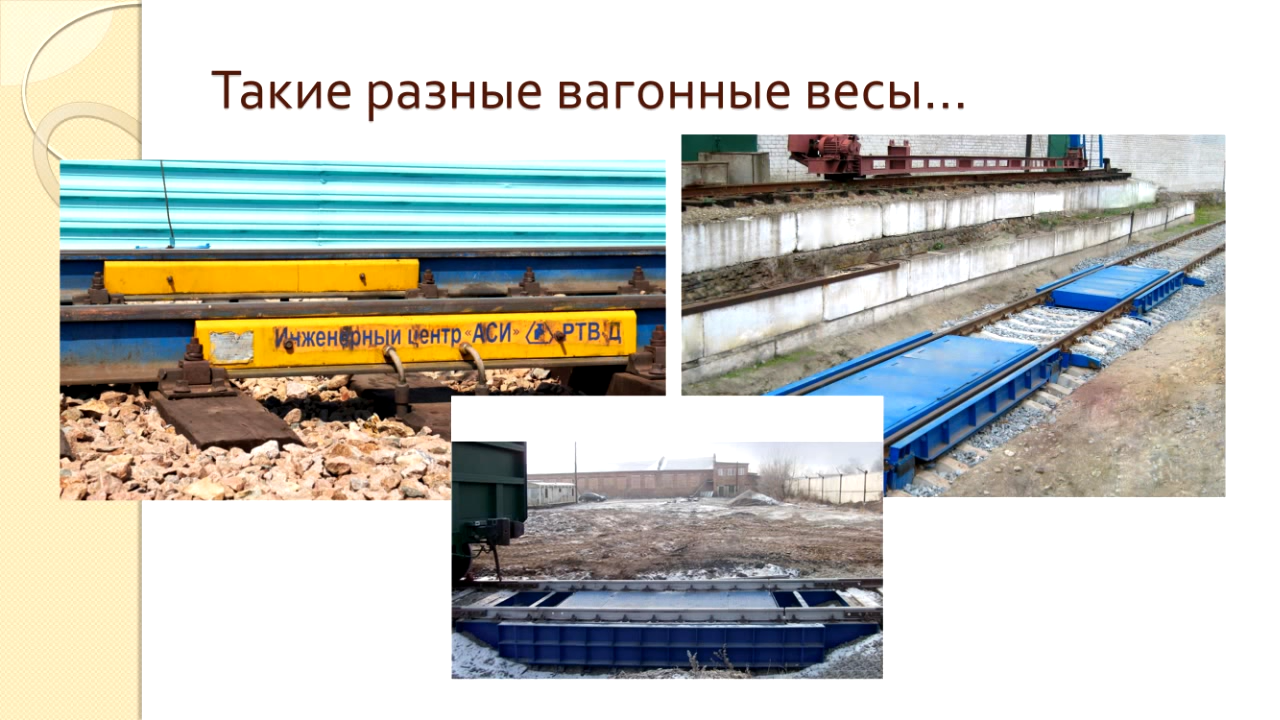 Такие разные вагонные весы...
Инженерный центр «АСИ» РТВ Д